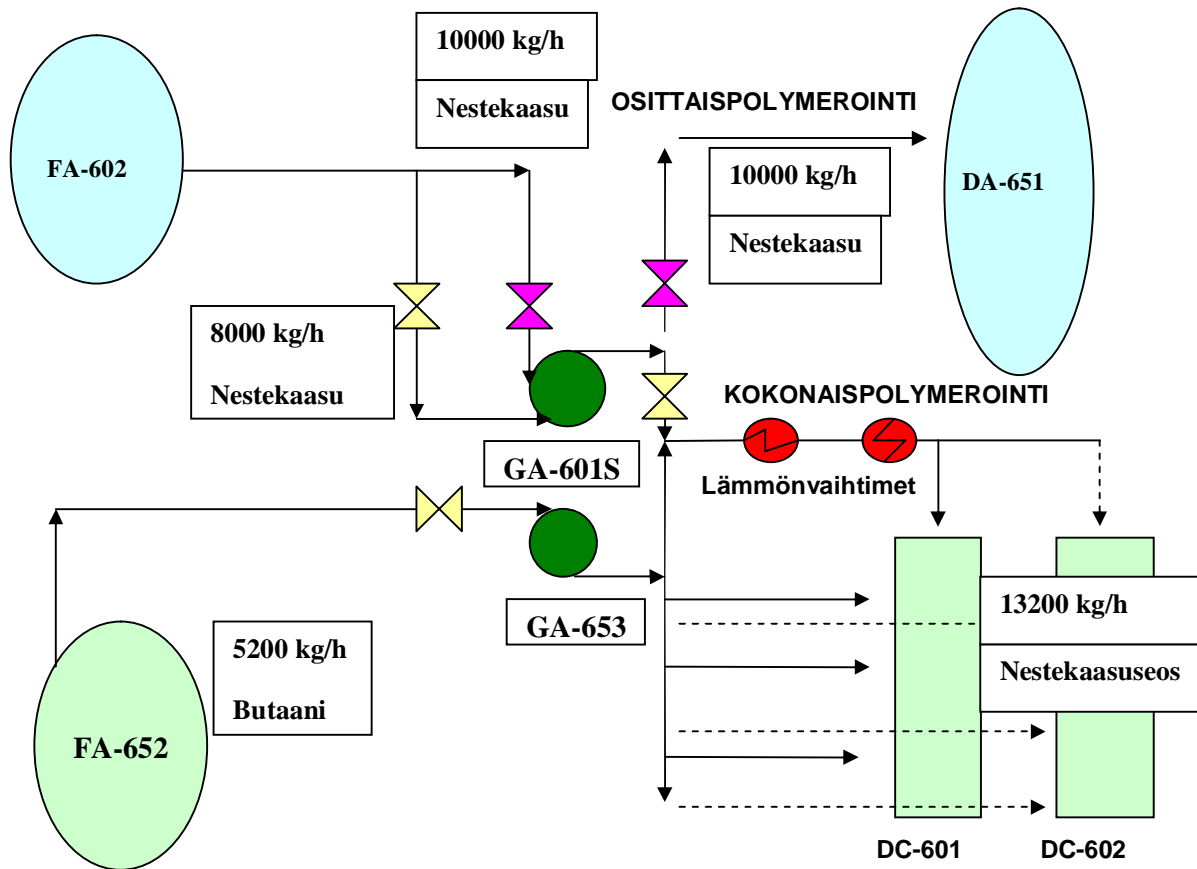 10000 kg/h
Nestekaasu
OSITTAISPOLYMEROINTI
FA-602
10000 kg/h
Nestekaasu
DA-651
8000 kg/h
Nestekaasu
KOKONAISPOLYMEROINTI
GA-601S
Lämmönvaihtimet
GA-653
5200 kg/h
Butaani
FA-652
13200 kg/h
Nestekaasuseos
DC-601
DC-602